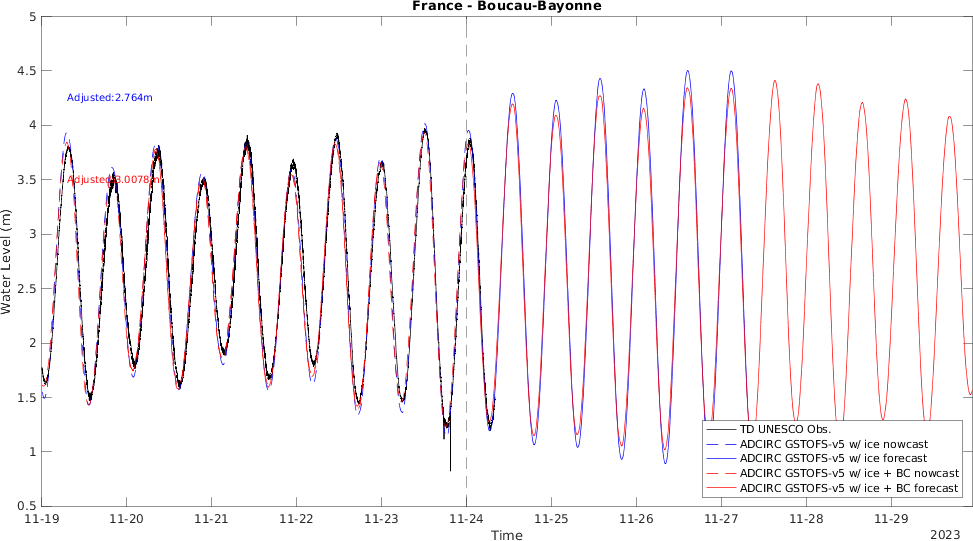 France - Boucau-Bayonne
5
4.5
4
3.5
3
2.5
2
1.5
1
0.5
Water Level (m)
Adjusted:2.764m
Adjusted:3.0078m
TD UNESCO Obs.
ADCIRC GSTOFS-v5 w/ ice nowcast
ADCIRC GSTOFS-v5 w/ ice forecast
ADCIRC GSTOFS-v5 w/ ice + BC nowcast
ADCIRC GSTOFS-v5 w/ ice + BC forecast
11-19 11-20 11-21 11-22 11-23 11-24 11-25 11-26 11-27 11-28 11-29
Time
2023